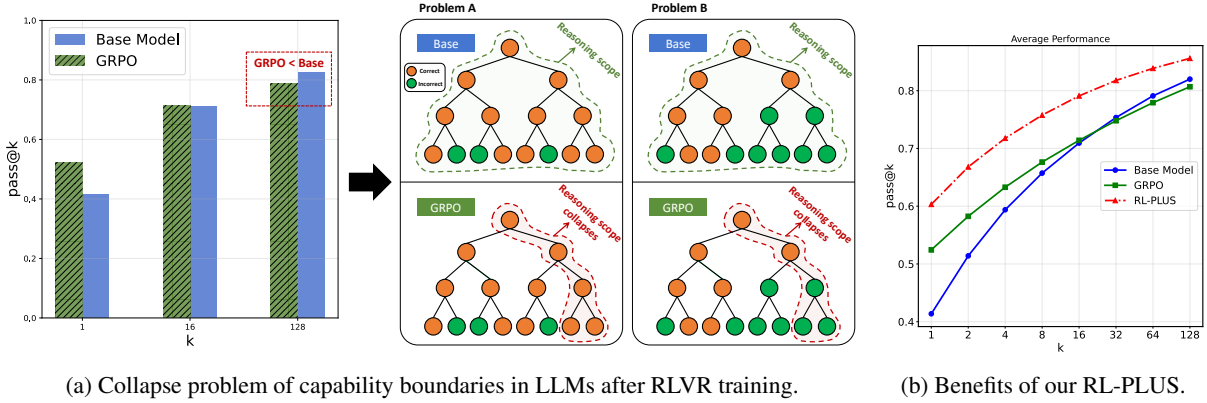 1.0
0.8
0.6
0.4
0.2
0,0
pass@k
1
16
128
k
Base Model
GRPO
GRPO < Base
Problem A
Base
Reasoning scope
Correct
Incorrect
GRPO
Reasoning scope
collapses
Problem B
Base
Reasoning scope
GRPO
Reasoning scope
collapses
Average Performance
0.8
0.7
0.6
0.5
0.4
pass@k
1 2 4 8 16 32 64 128
k
Base Model
GRPO
RL-PLUS
(a) Collapse problem of capability boundaries in LLMs after RLVR training.
(b) Benefits of our RL-PLUS.